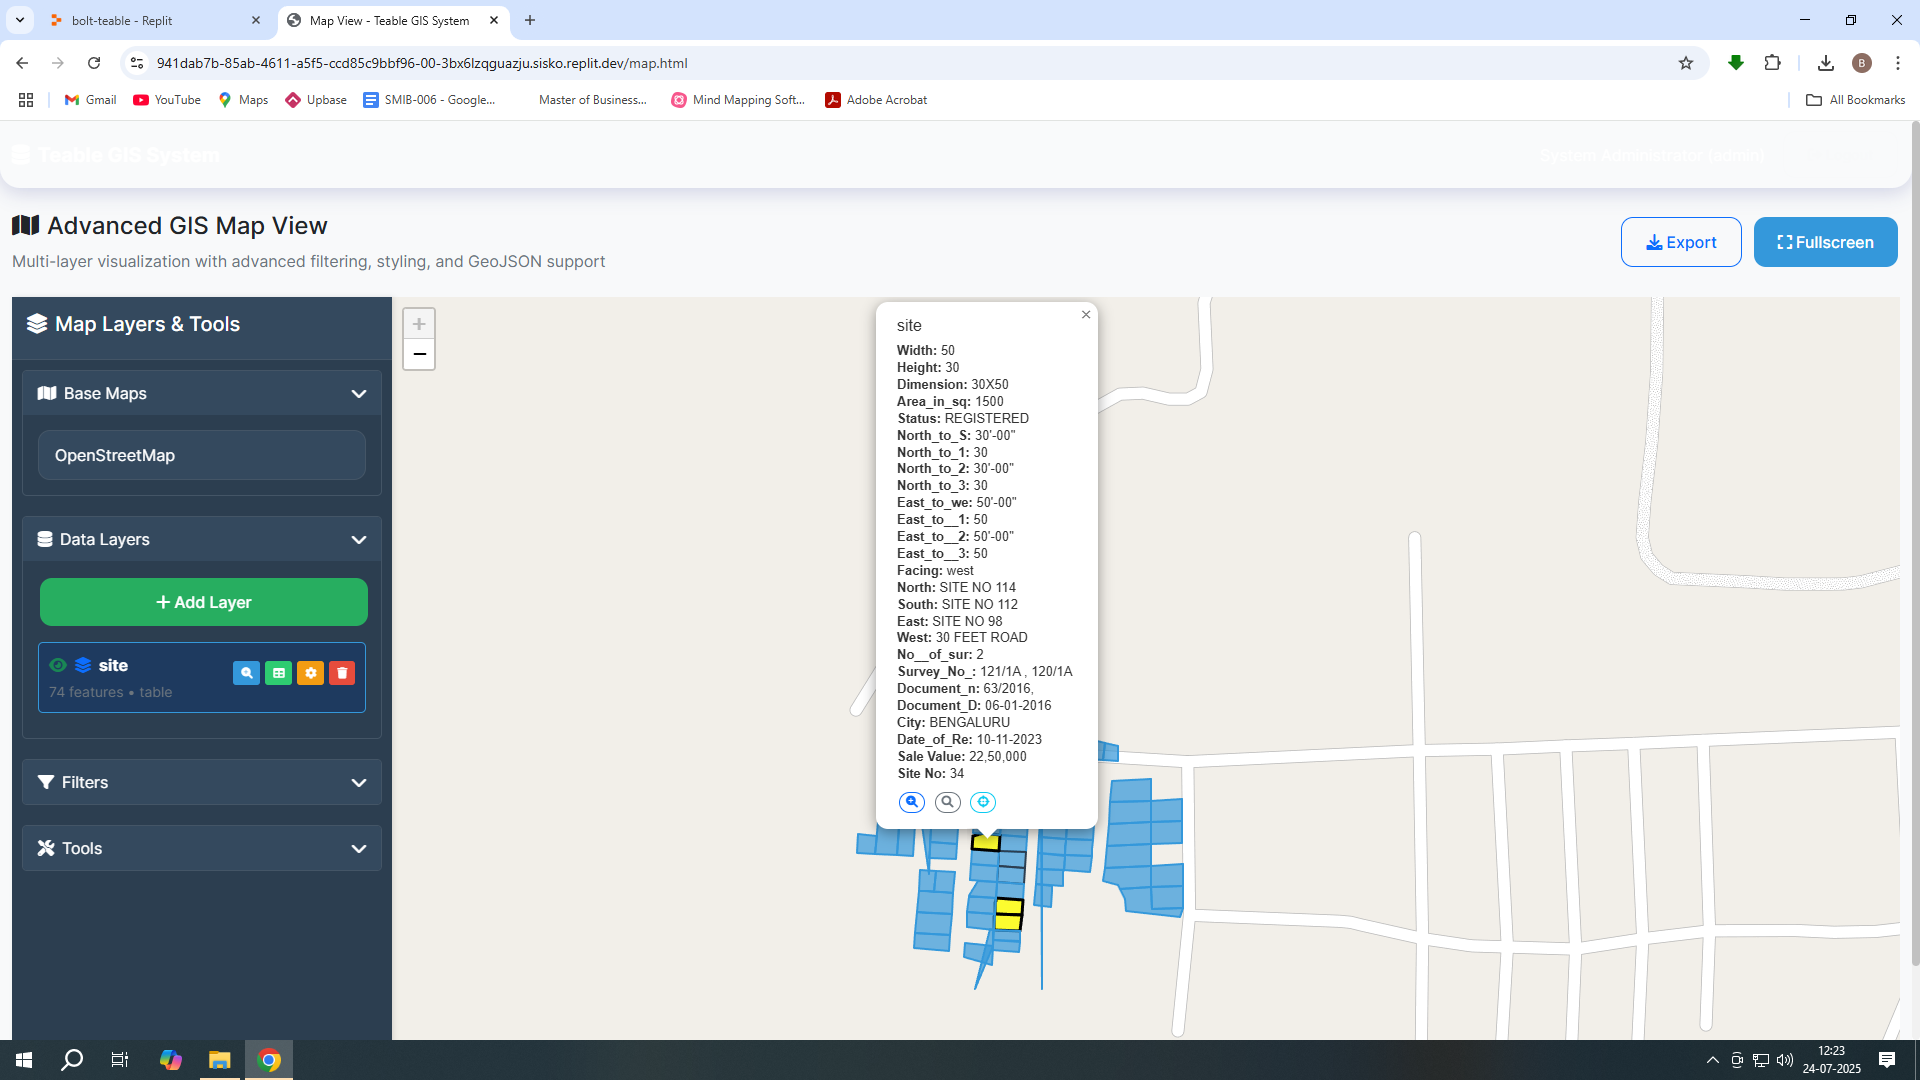 bolt-teable - Replit
Map View - Teable GIS System
941dab7b-85ab-4611-a5f5-ccd85c9bbf96-00-3bx6lzqguazju.sisko.replit.dev/map.html
B
Gmail
YouTube
Maps
Upbase
SMIB-006 - Google...
Master of Business...
Mind Mapping Soft...
Adobe Acrobat
All Bookmarks
Teable GIS System
System Administrator (admin)
Advanced GIS Map View
Multi-layer visualization with advanced filtering, styling, and GeoJSON support
Export
Fullscreen
Map Layers & Tools
Base Maps
OpenStreetMap
Data Layers
+ Add Layer
site
74 features • table
Filters
Tools
+
−
×
site
Width: 50
Height: 30
Dimension: 30X50
Area_in_sq: 1500
Status: REGISTERED
North_to_S: 30'-00"
North_to_1: 30
North_to_2: 30'-00"
North_to_3: 30
East_to_we: 50'-00"
East_to__1: 50
East_to__2: 50'-00"
East_to__3: 50
Facing: west
North: SITE NO 114
South: SITE NO 112
East: SITE NO 98
West: 30 FEET ROAD
No__of_sur: 2
Survey_No_: 121/1A , 120/1A
Document_n: 63/2016,
Document_D: 06-01-2016
City: BENGALURU
Date_of_Re: 10-11-2023
Sale Value: 22,50,000
Site No: 34
12:23
24-07-2025